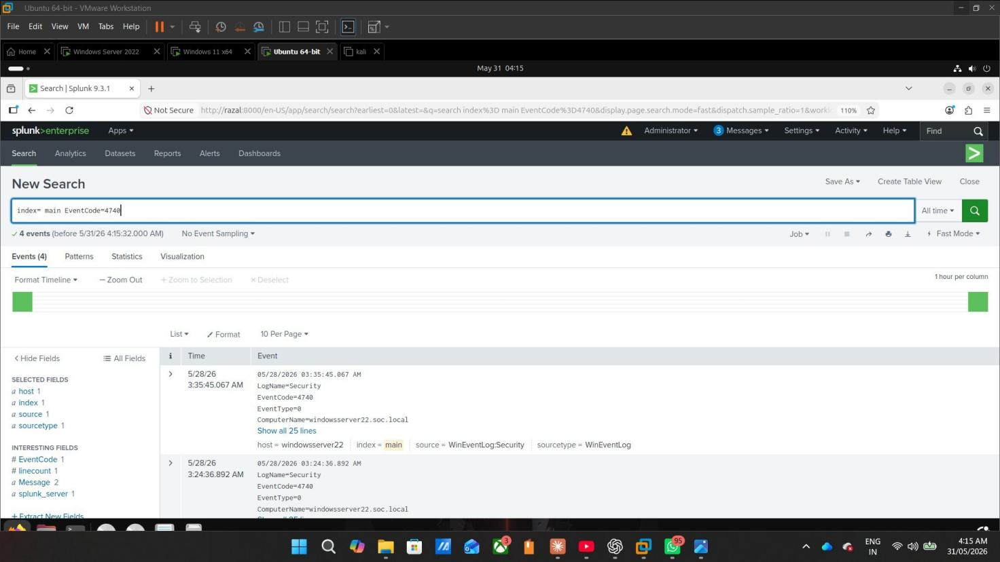 Ubuntu 64-bit - VMware Workstation
File Edit View VM Tabs Help
Home Windows Server 2022 Windows 11 x64 Ubuntu 64-bit kali
May 31 04:15
Search | Splunk 9.3.1
Not Secure http://razal:8000/en-US/app/search/search?earliest=0&latest=&q=search index%3D main EventCode%3D4740&display.page.search.mode=fast&dispatch.sample_ratio=1&workl 110%
splunk>enterprise Apps Administrator 3 Messages Settings Activity Help Find
Search Analytics Datasets Reports Alerts Dashboards
New Search Save As Create Table View Close
index= main EventCode=4740 All time
4 events (before 5/31/26 4:15:32.000 AM) No Event Sampling Job Fast Mode
Events (4) Patterns Statistics Visualization
Format Timeline Zoom Out + Zoom to Selection × Deselect 1 hour per column
List Format 10 Per Page
Hide Fields All Fields i Time Event
SELECTED FIELDS
a host 1
a index 1
a source 1
a sourcetype 1
INTERESTING FIELDS
# EventCode 1
# linecount 1
a Message 2
a splunk_server 1
+ Extract New Fields
5/28/26
3:35:45.067 AM
05/28/2026 03:35:45.067 AM
LogName=Security
EventCode=4740
EventType=0
ComputerName=windowsserver22.soc.local
Show all 25 lines
host = windowsserver22 index = main source = WinEventLog:Security sourcetype = WinEventLog
5/28/26
3:24:36.892 AM
05/28/2026 03:24:36.892 AM
LogName=Security
EventCode=4740
EventType=0
ComputerName=windowsserver22.soc.local
3 95 ENG 4:15 AM
IN 31/05/2026